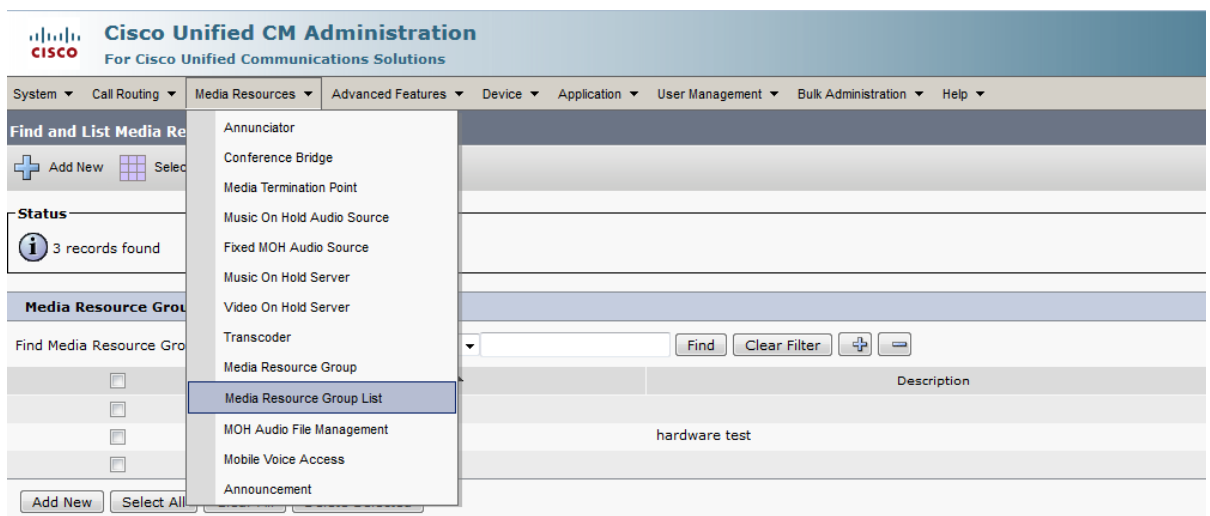 Cisco Unified CM Administration
CISCO
For Cisco Unified Communications Solutions
System Call Routing Media Resources Advanced Features Device Application User Management Bulk Administration Help
Find and List Media Re
Add New Selec
Status
3 records found
Media Resource Grou
Find Media Resource Gro
Find Clear Filter
Description
hardware test
Add New Select All
Annunciator
Conference Bridge
Media Termination Point
Music On Hold Audio Source
Fixed MOH Audio Source
Music On Hold Server
Video On Hold Server
Transcoder
Media Resource Group
Media Resource Group List
MOH Audio File Management
Mobile Voice Access
Announcement